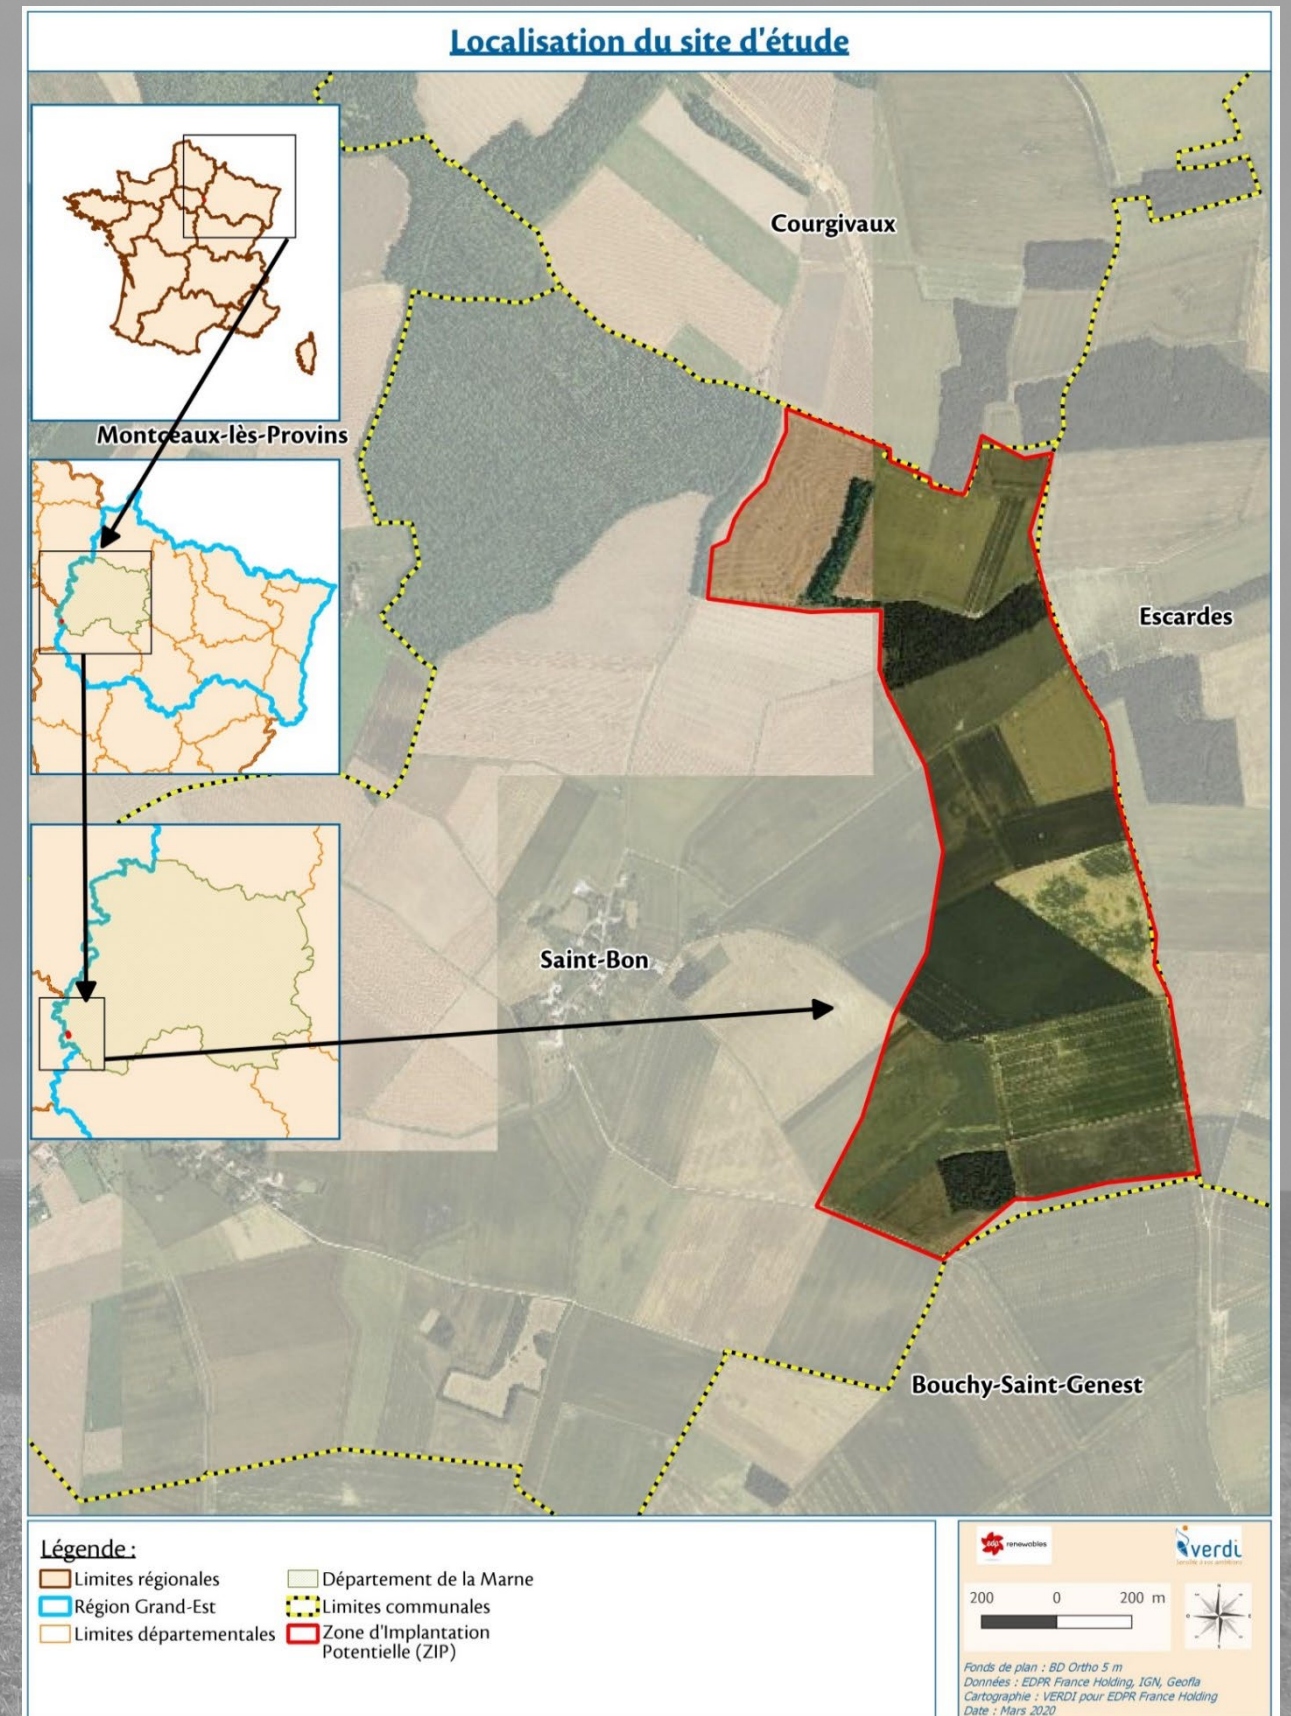 Localisation du site d'étude
Courgivaux
Montceaux-lès-Provins
Escardes
Saint-Bon
Bouchy-Saint-Genest
Légende :
Limites régionales
Région Grand-Est
Limites départementales
Département de la Marne
Limites communales
Zone d'Implantation
Potentielle (ZIP)
edp renewables
verdi
200 0 200 m
Fonds de plan : BD Ortho 5 m
Données : EDPR France Holding, IGN, Geofla
Cartographie : VERDI pour EDPR France Holding
Date : Mars 2020